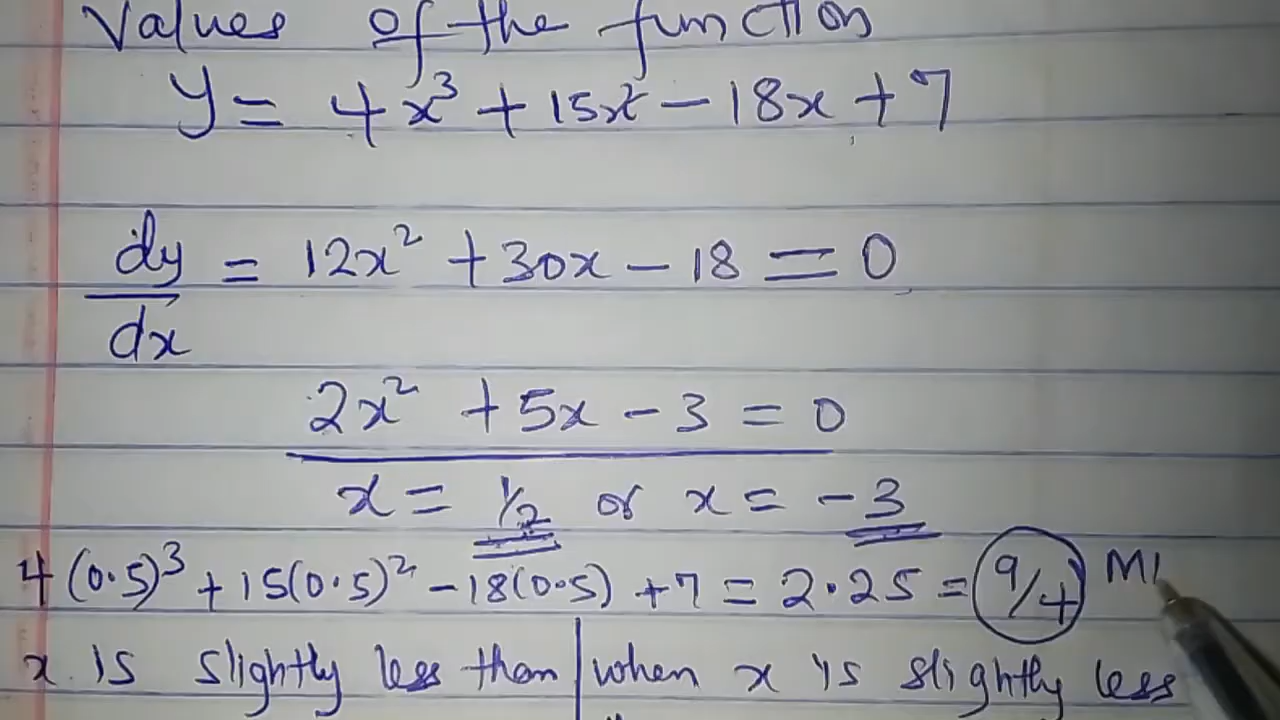 Values of the function
y = 4x³ + 15x² - 18x + 7
dy/dx = 12x² + 30x - 18 = 0
2x² + 5x - 3 = 0
x = 1/2 or x = -3
4(0.5)³ + 15(0.5)² - 18(0.5) + 7 = 2.25 = 9/4 MI
x is slightly less than | when x is slightly less